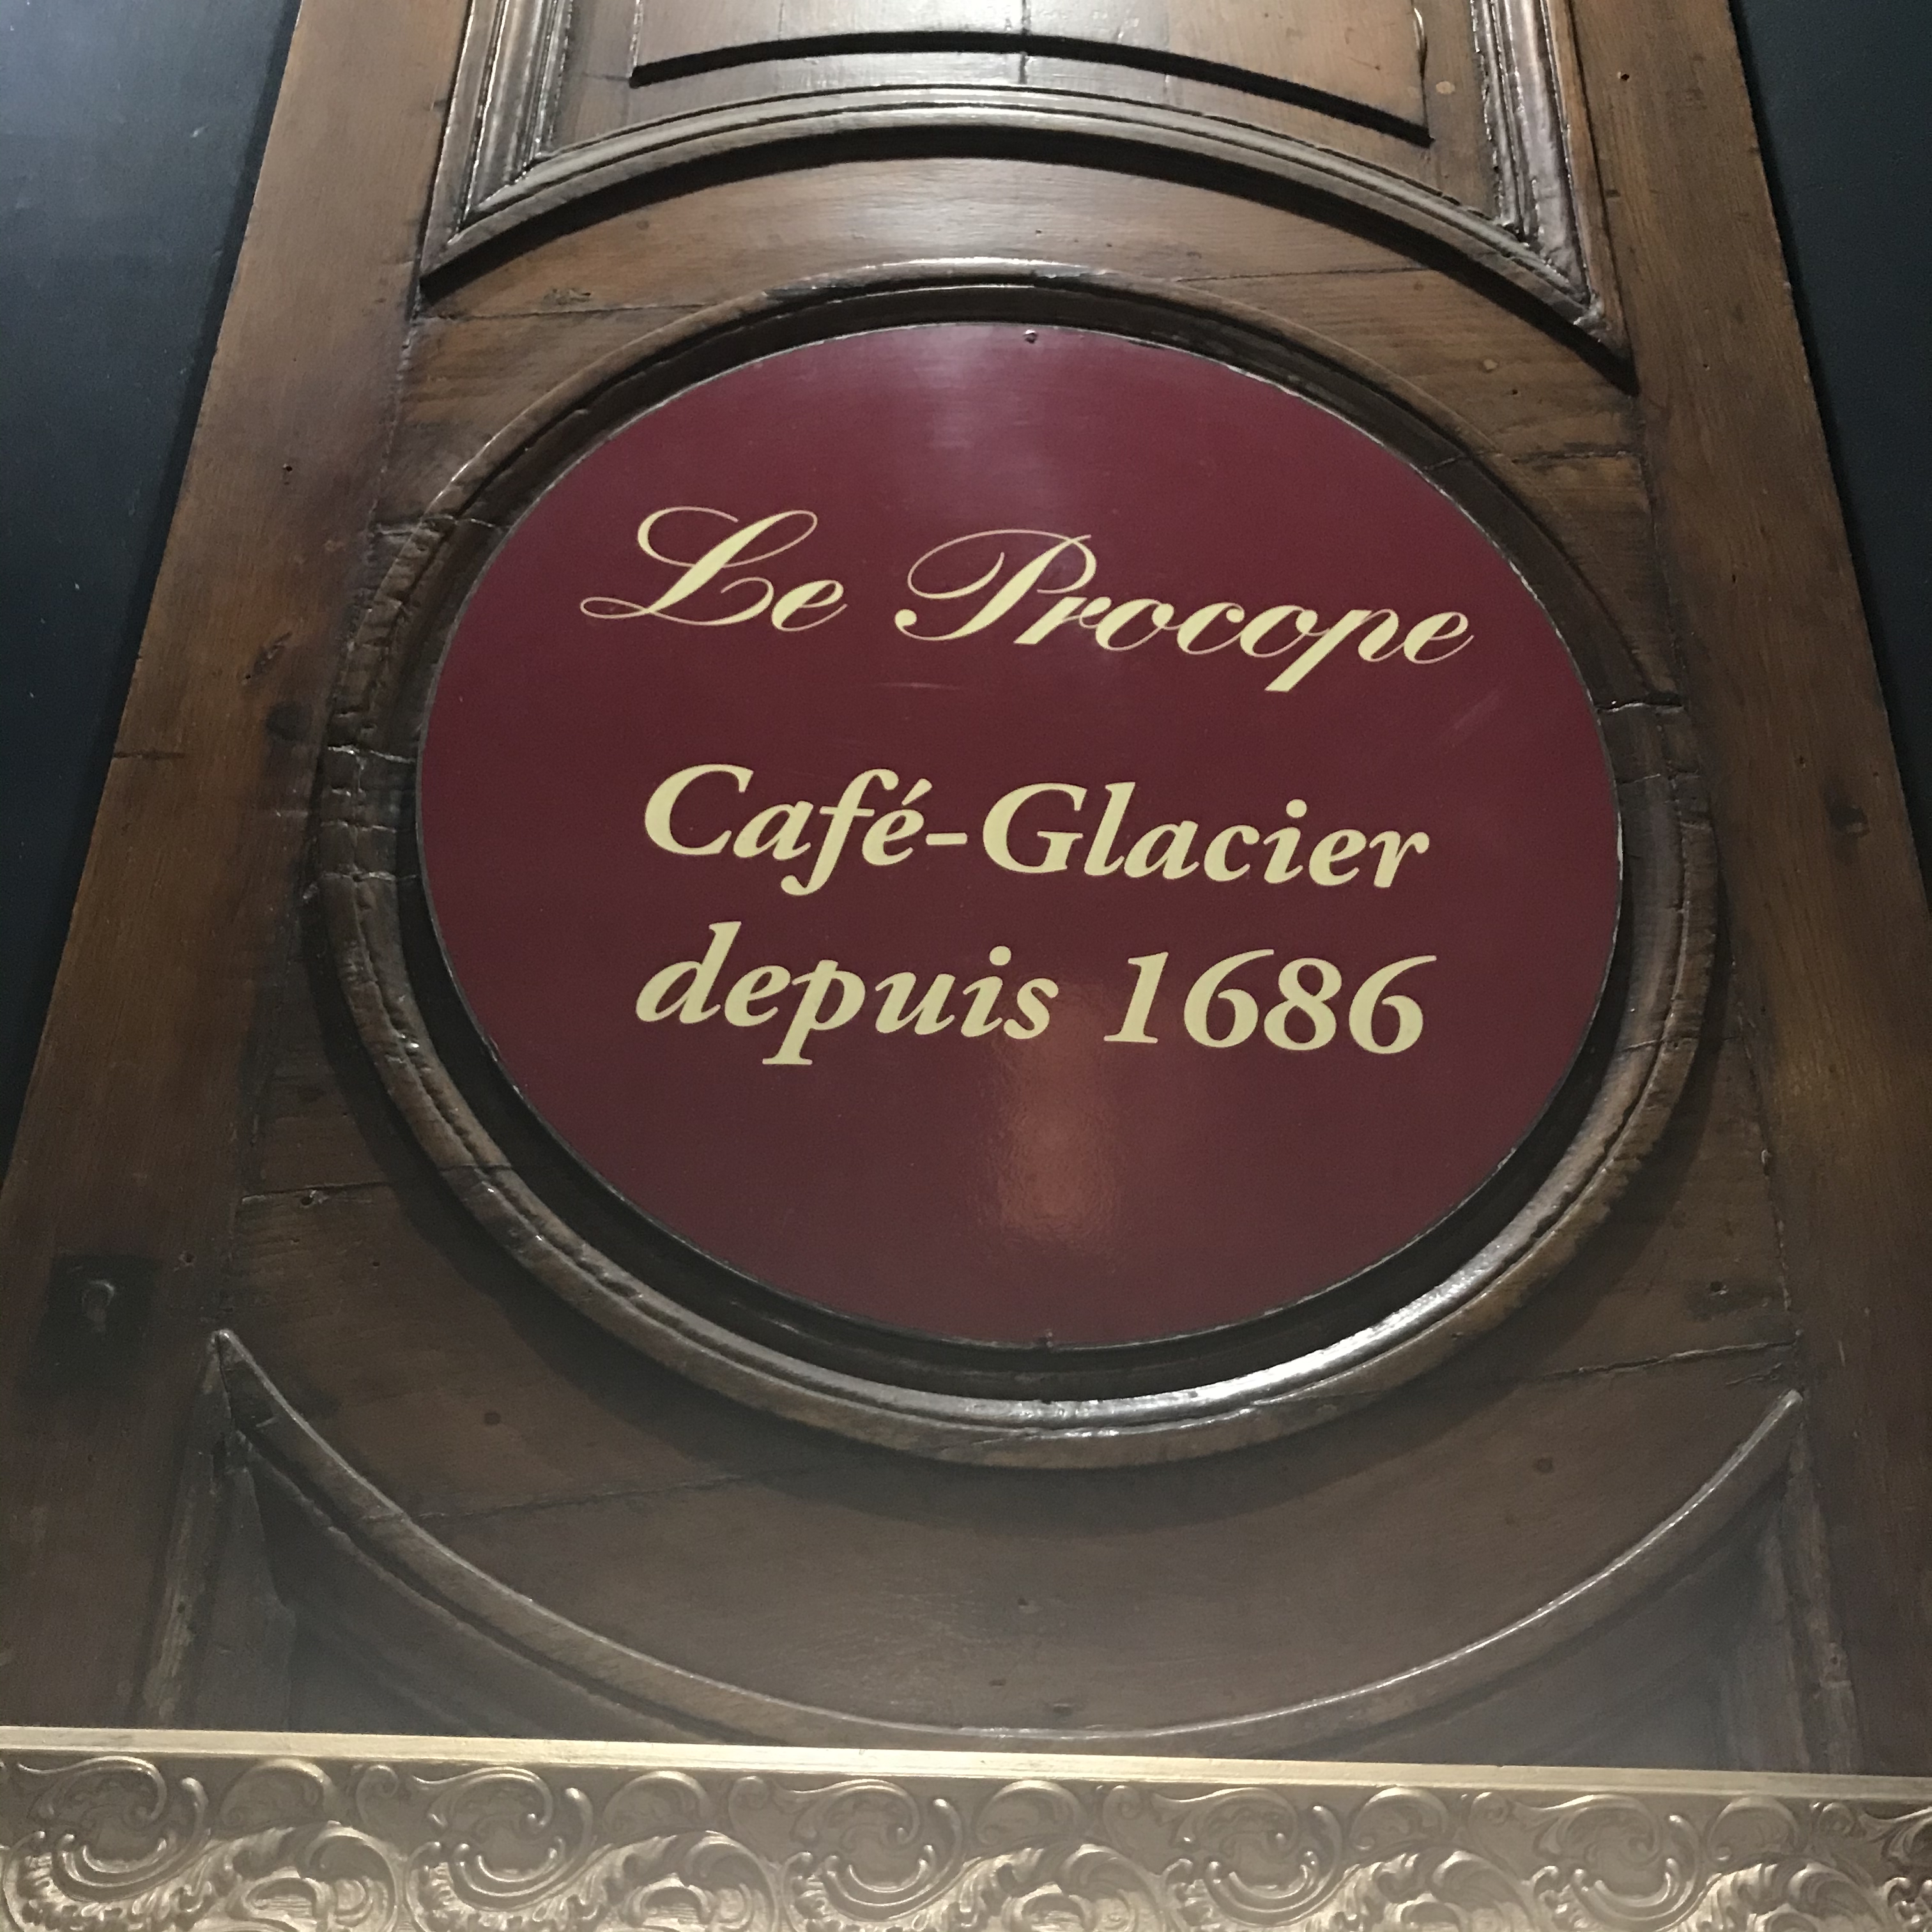 Le Procope
Café-Glacier
depuis 1686